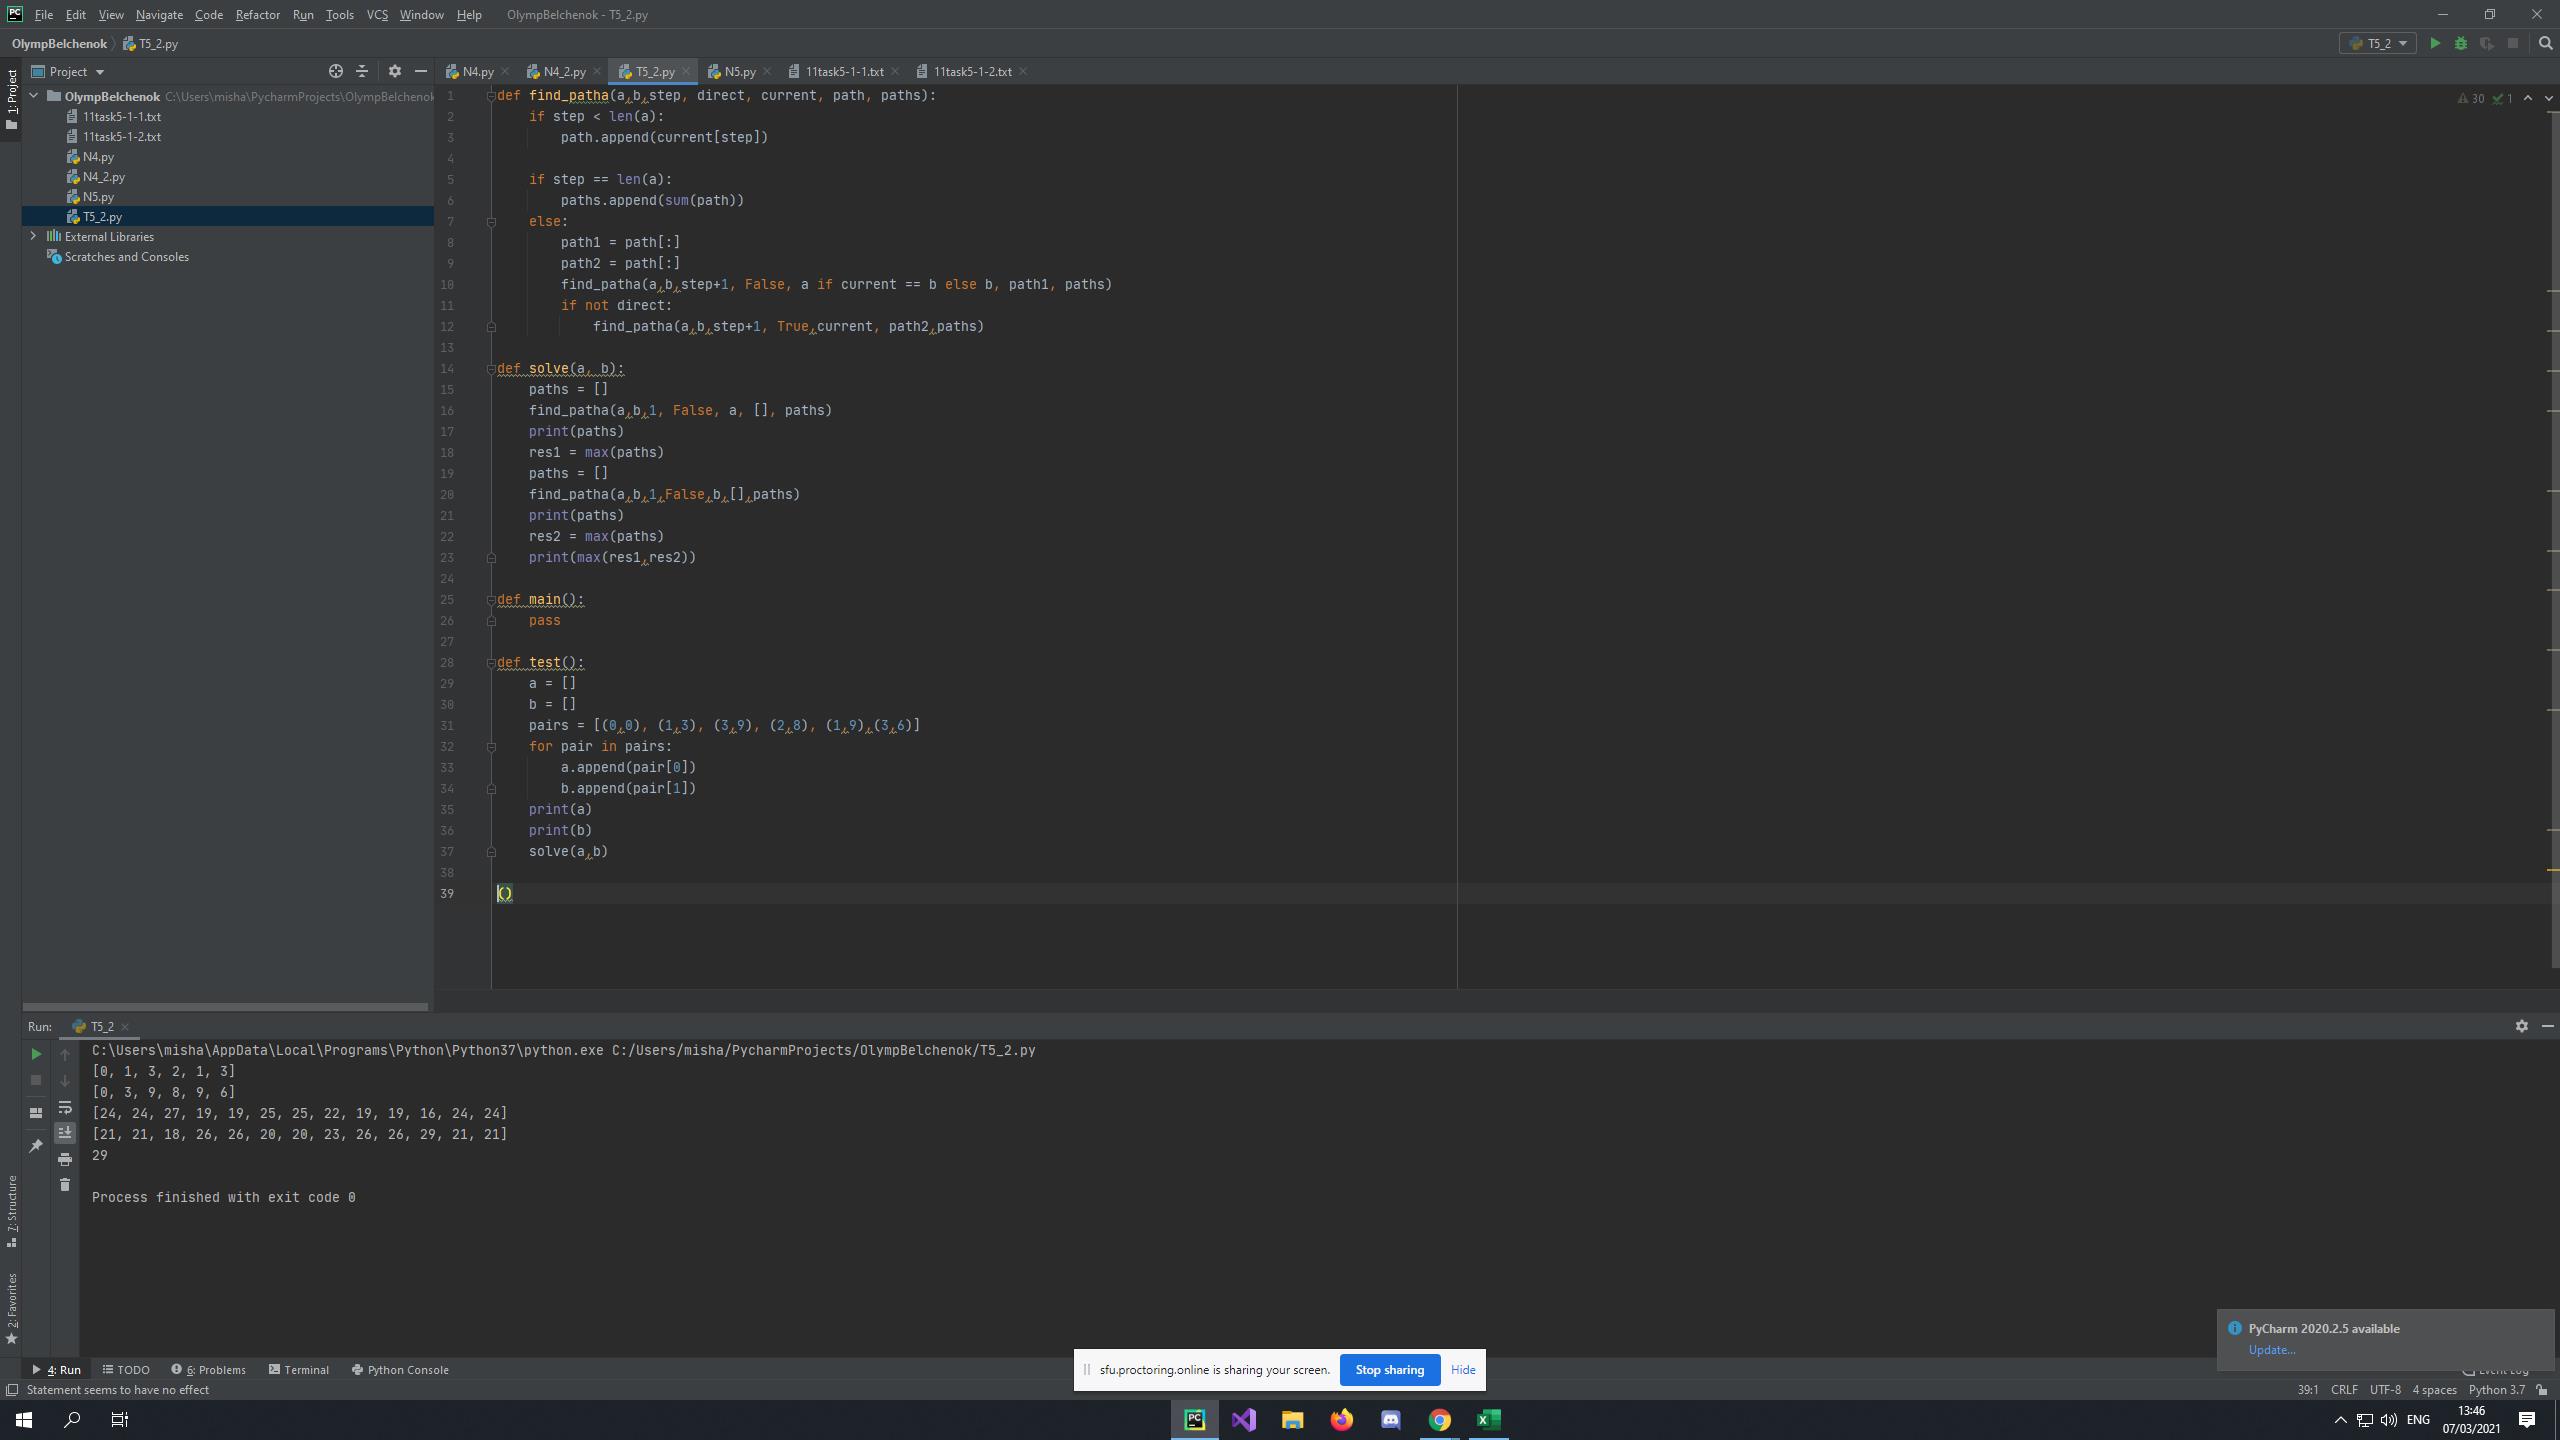 File Edit View Navigate Code Refactor Run Tools VCS Window Help OlympBelchenok - T5_2.py
OlympBelchenok T5_2.py T5_2
Project
N4.py N4_2.py T5_2.py N5.py 11task5-1-1.txt 11task5-1-2.txt
1: Project
OlympBelchenok C:\Users\misha\PycharmProjects\OlympBelchenok
11task5-1-1.txt
11task5-1-2.txt
N4.py
N4_2.py
N5.py
T5_2.py
External Libraries
Scratches and Consoles
30 1
1 def find_patha(a,b,step, direct, current, path, paths):
2 if step < len(a):
3 path.append(current[step])
4
5 if step == len(a):
6 paths.append(sum(path))
7 else:
8 path1 = path[:]
9 path2 = path[:]
10 find_patha(a,b,step+1, False, a if current == b else b, path1, paths)
11 if not direct:
12 find_patha(a,b,step+1, True,current, path2,paths)
13
14 def solve(a, b):
15 paths = []
16 find_patha(a,b,1, False, a, [], paths)
17 print(paths)
18 res1 = max(paths)
19 paths = []
20 find_patha(a,b,1,False,b,[],paths)
21 print(paths)
22 res2 = max(paths)
23 print(max(res1,res2))
24
25 def main():
26 pass
27
28 def test():
29 a = []
30 b = []
31 pairs = [(0,0), (1,3), (3,9), (2,8), (1,9),(3,6)]
32 for pair in pairs:
33 a.append(pair[0])
34 b.append(pair[1])
35 print(a)
36 print(b)
37 solve(a,b)
38
39 ()
Run: T5_2
C:\Users\misha\AppData\Local\Programs\Python\Python37\python.exe C:/Users/misha/PycharmProjects/OlympBelchenok/T5_2.py
[0, 1, 3, 2, 1, 3]
[0, 3, 9, 8, 9, 6]
[24, 24, 27, 19, 19, 25, 25, 22, 19, 19, 16, 24, 24]
[21, 21, 18, 26, 26, 20, 20, 23, 26, 26, 29, 21, 21]
29
Process finished with exit code 0
7: Structure
2: Favorites
PyCharm 2020.2.5 available
Update...
4: Run TODO 6: Problems Terminal Python Console Event Log
sfu.proctoring.online is sharing your screen. Stop sharing Hide
Statement seems to have no effect 39:1 CRLF UTF-8 4 spaces Python 3.7
ENG 13:46
07/03/2021